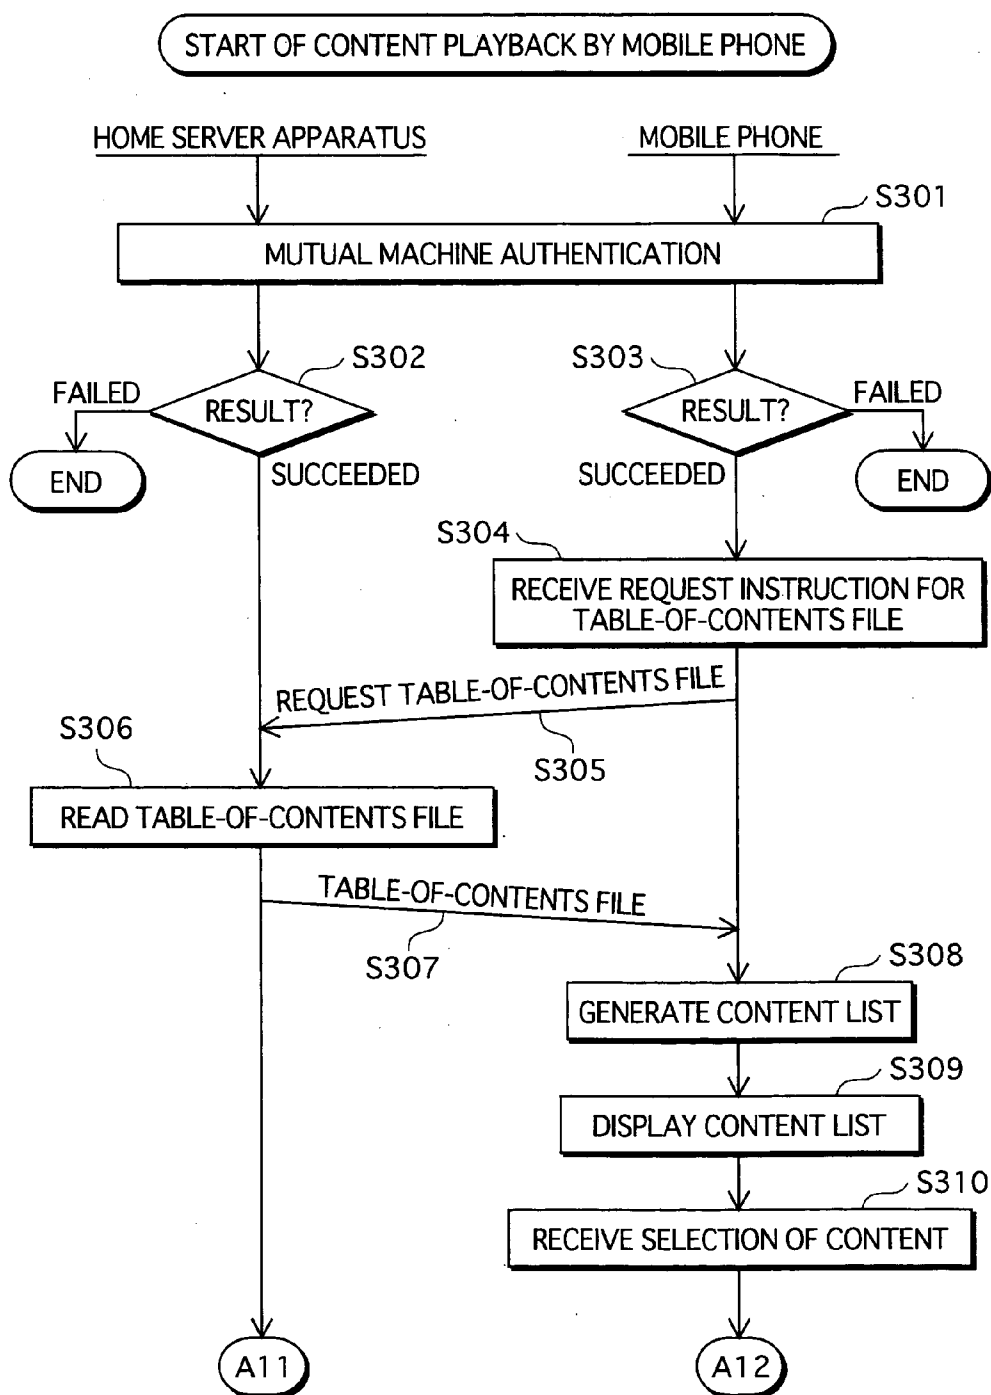 START OF CONTENT PLAYBACK BY MOBILE PHONE
HOME SERVER APPARATUS
MOBILE PHONE
S301
MUTUAL MACHINE AUTHENTICATION
S302
S303
FAILED
RESULT?
RESULT?
FAILED
END
SUCCEEDED
SUCCEEDED
END
S304
RECEIVE REQUEST INSTRUCTION FOR
TABLE-OF-CONTENTS FILE
REQUEST TABLE-OF-CONTENTS FILE
S305
S306
READ TABLE-OF-CONTENTS FILE
TABLE-OF-CONTENTS FILE
S307
S308
GENERATE CONTENT LIST
S309
DISPLAY CONTENT LIST
S310
RECEIVE SELECTION OF CONTENT
A11
A12